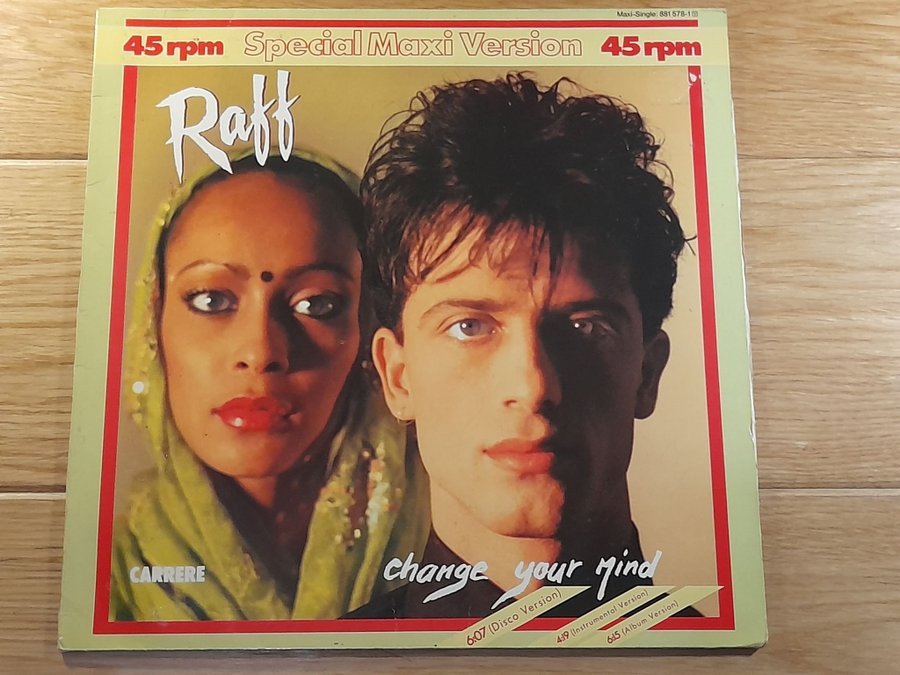 Maxi-Single: 881 578-1
45 rpm Special Maxi Version 45 rpm
Raff
CARRERE
change your Mind
6:07 (Disco Version)
4:19 (Instrumental Version)
6:15 (Album Version)